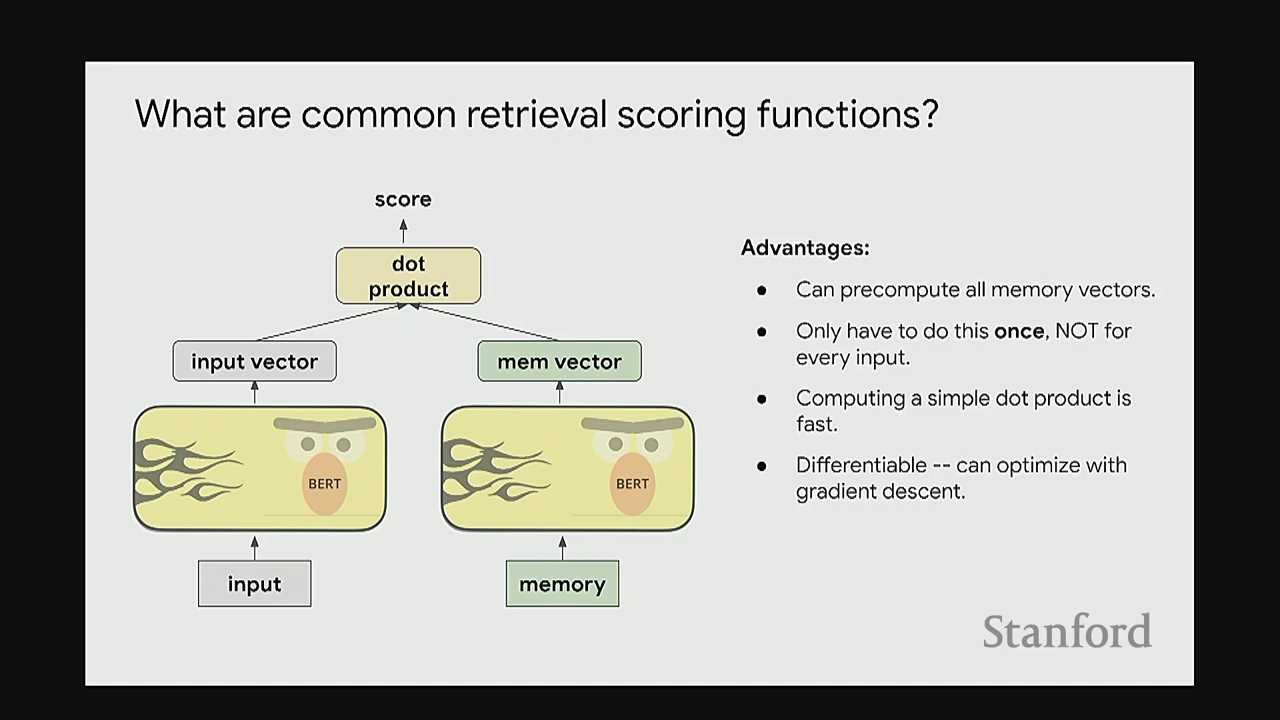 What are common retrieval scoring functions?
score
dot
product
input vector
mem vector
BERT
BERT
input
memory
Advantages:
● Can precompute all memory vectors.
● Only have to do this once, NOT for
every input.
● Computing a simple dot product is
fast.
● Differentiable -- can optimize with
gradient descent.
Stanford